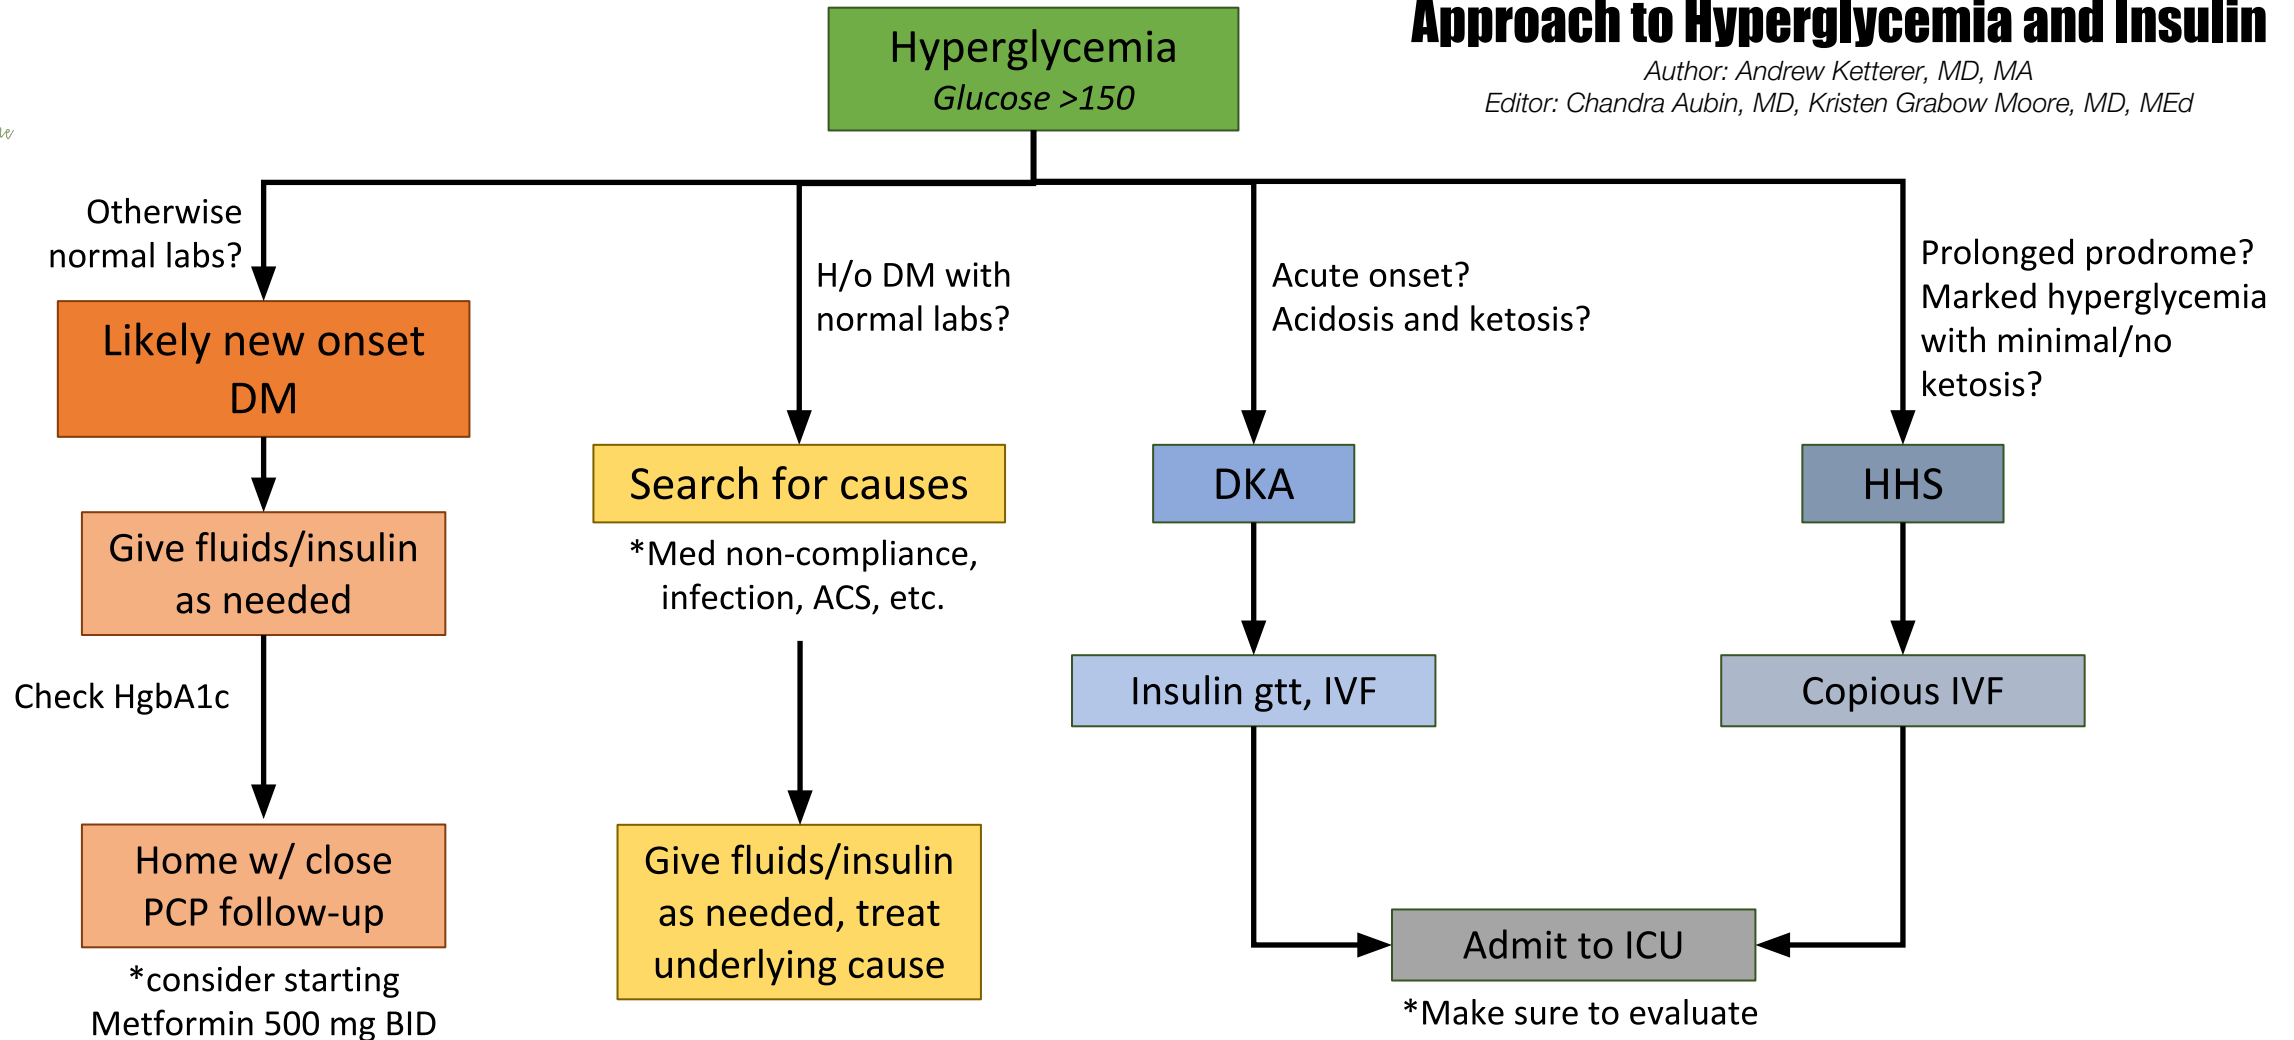 Approach to Hyperglycemia and Insulin
Author: Andrew Ketterer, MD, MA
Editor: Chandra Aubin, MD, Kristen Grabow Moore, MD, MEd
Hyperglycemia
Glucose >150
Otherwise
normal labs?
Likely new onset
DM
Give fluids/insulin
as needed
Check HgbA1c
Home w/ close
PCP follow-up
*consider starting
Metformin 500 mg BID
H/o DM with
normal labs?
Search for causes
*Med non-compliance,
infection, ACS, etc.
Give fluids/insulin
as needed, treat
underlying cause
Acute onset?
Acidosis and ketosis?
DKA
Insulin gtt, IVF
Prolonged prodrome?
Marked hyperglycemia
with minimal/no
ketosis?
HHS
Copious IVF
Admit to ICU
*Make sure to evaluate